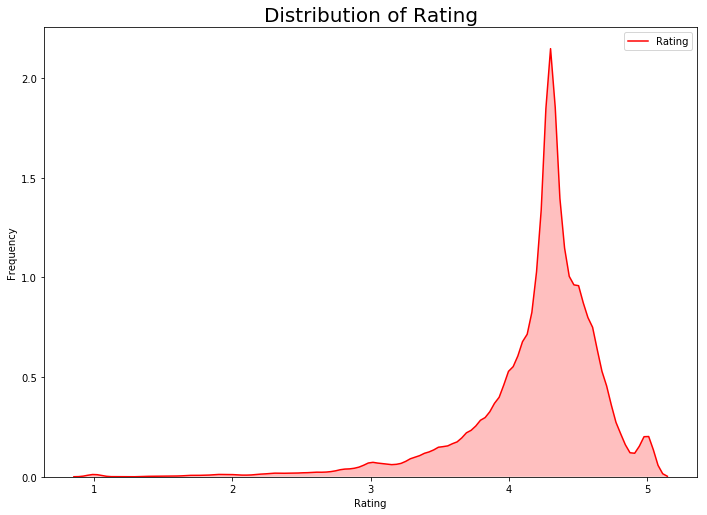 Distribution of Rating
Rating
2.0
1.5
1.0
0.5
0.0
Frequency
1 2 3 4 5
Rating